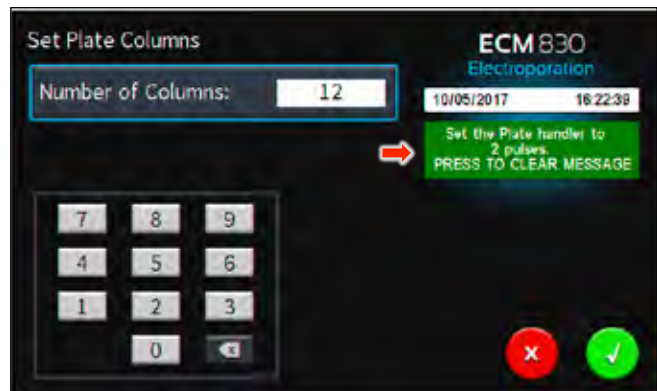 Set Plate Columns
Number of Columns: 12
ECM 830
Electroporation
10/05/2017 16:22:39
Set the Plate handler to
2 pulses.
PRESS TO CLEAR MESSAGE
7 8 9
4 5 6
1 2 3
0